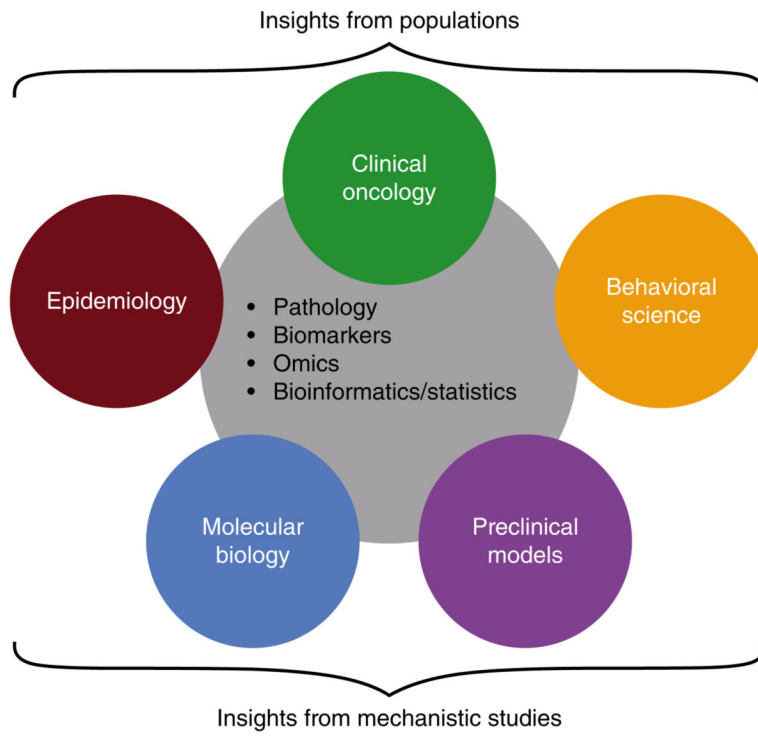 Insights from populations
Clinical
oncology
Epidemiology
Behavioral
science
• Pathology
• Biomarkers
• Omics
• Bioinformatics/statistics
Molecular
biology
Preclinical
models
Insights from mechanistic studies